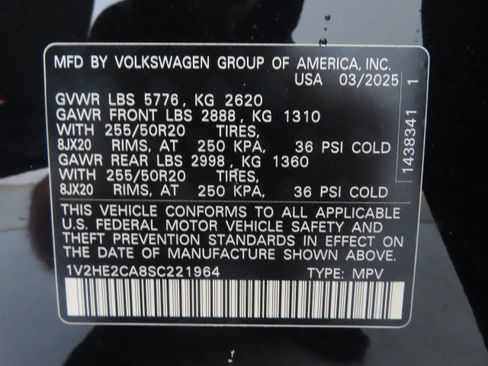 MFD BY VOLKSWAGEN GROUP OF AMERICA, INC.
USA 03/2025
GVWR LBS 5776, KG 2620
GAWR FRONT LBS 2888, KG 1310
WITH 255/50R20 TIRES,
8JX20 RIMS, AT 250 KPA, 36 PSI COLD
GAWR REAR LBS 2998, KG 1360
WITH 255/50R20 TIRES,
8JX20 RIMS, AT 250 KPA, 36 PSI COLD
THIS VEHICLE CONFORMS TO ALL APPLICABLE
U.S. FEDERAL MOTOR VEHICLE SAFETY AND
THEFT PREVENTION STANDARDS IN EFFECT
ON THE DATE OF MANUFACTURE SHOWN ABOVE.
1V2HE2CA8SC221964 TYPE: MPV
1438341 1